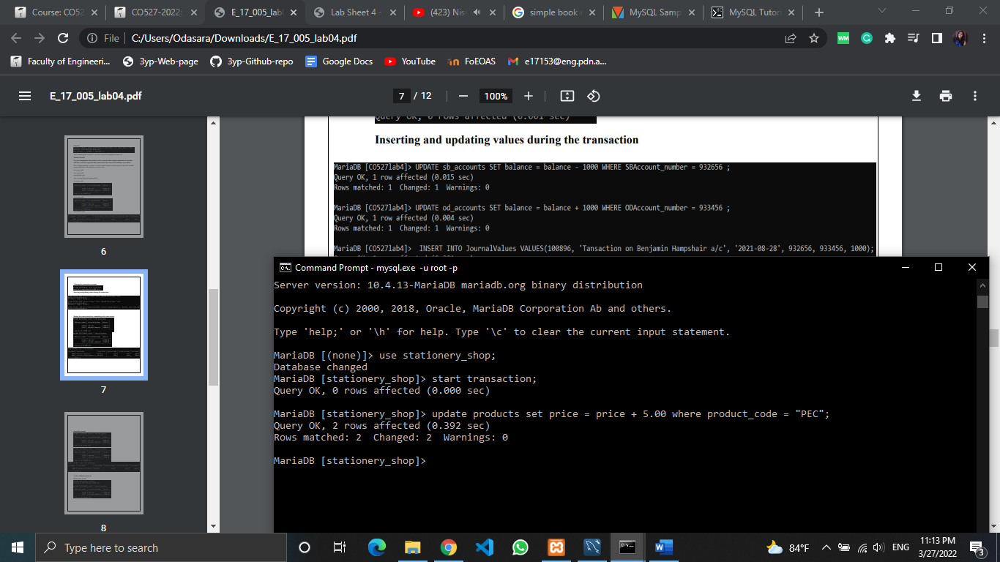 Course: CO52
CO527-2022:
E_17_005_lab
Lab Sheet 4 -
(423) Nis
simple book
MySQL Samp
MySQL Tutor
File
C:/Users/Odasara/Downloads/E_17_005_lab04.pdf
Faculty of Engineeri...
3yp-Web-page
3yp-Github-repo
Google Docs
YouTube
FoEOAS
e17153@eng.pdn.a...
E_17_005_lab04.pdf
7 / 12
100%
Query OK, 0 rows affected (0.001 sec)
Inserting and updating values during the transaction
MariaDB [CO527lab4]> UPDATE sb_accounts SET balance = balance - 1000 WHERE SBAccount_number = 932656 ;
Query OK, 1 row affected (0.015 sec)
Rows matched: 1 Changed: 1 Warnings: 0
MariaDB [CO527lab4]> UPDATE od_accounts SET balance = balance + 1000 WHERE ODAccount_number = 933456 ;
Query OK, 1 row affected (0.004 sec)
Rows matched: 1 Changed: 1 Warnings: 0
MariaDB [CO527lab4]> INSERT INTO JournalValues VALUES(100896, 'Tansaction on Benjamin Hampshair a/c', '2021-08-28', 932656, 933456, 1000);
6
7
8
Command Prompt - mysql.exe -u root -p
Server version: 10.4.13-MariaDB mariadb.org binary distribution
Copyright (c) 2000, 2018, Oracle, MariaDB Corporation Ab and others.
Type 'help;' or '\h' for help. Type '\c' to clear the current input statement.
MariaDB [(none)]> use stationery_shop;
Database changed
MariaDB [stationery_shop]> start transaction;
Query OK, 0 rows affected (0.000 sec)
MariaDB [stationery_shop]> update products set price = price + 5.00 where product_code = "PEC";
Query OK, 2 rows affected (0.392 sec)
Rows matched: 2 Changed: 2 Warnings: 0
MariaDB [stationery_shop]>
Type here to search
84°F
ENG
11:13 PM
3/27/2022
3